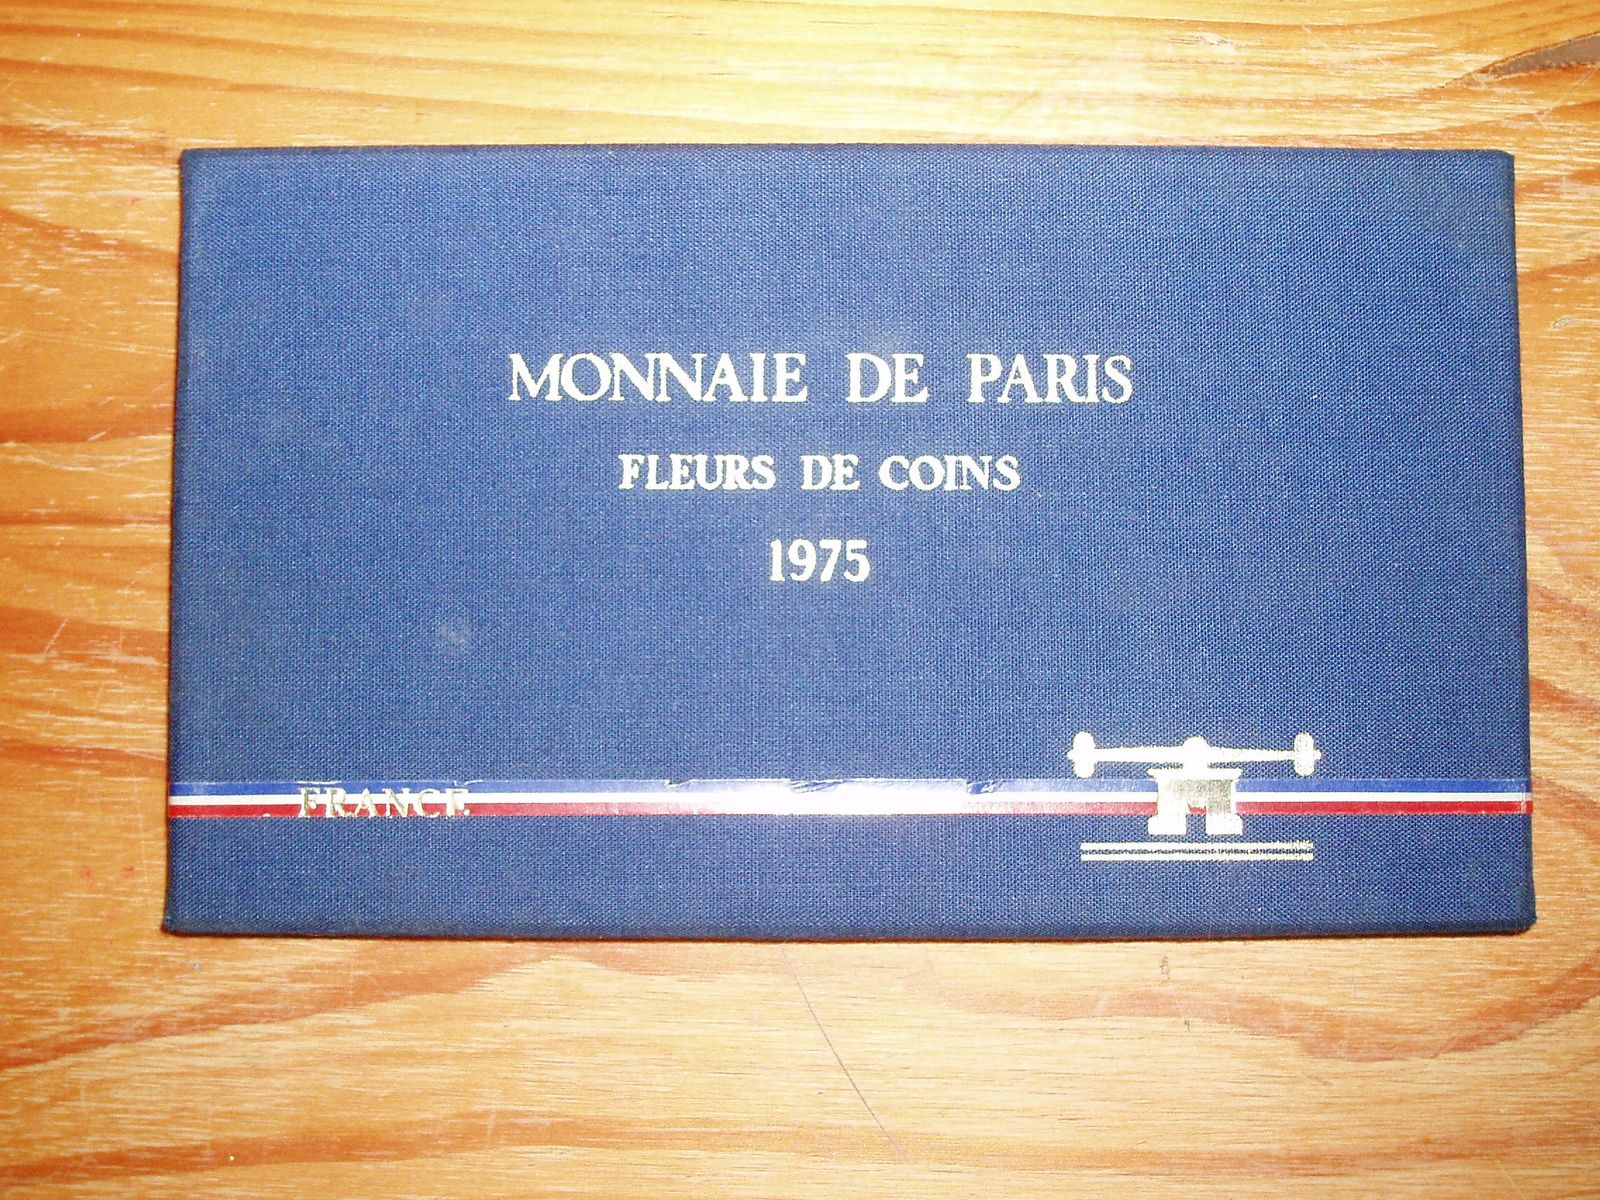 MONNAIE DE PARIS
FLEURS DE COINS
1975
FRANCE